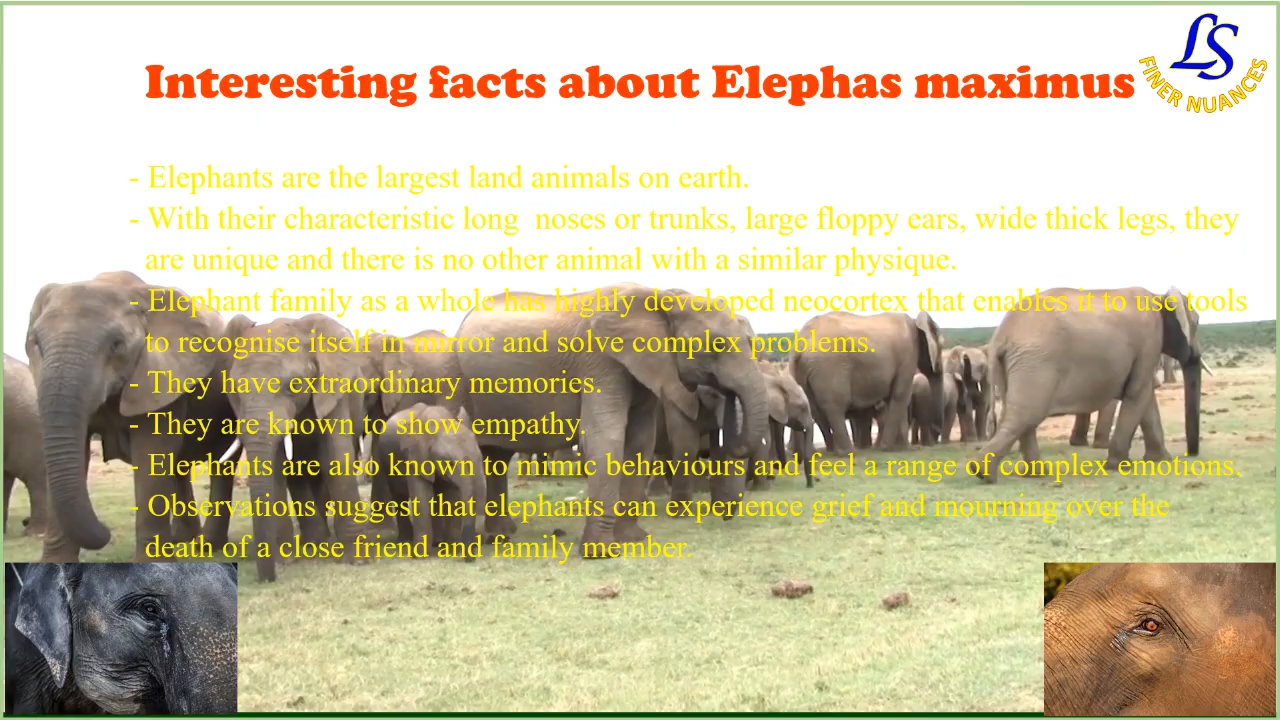 Interesting facts about Elephas maximus
LS
FINER NUANCES
- Elephants are the largest land animals on earth.
- With their characteristic long  noses or trunks, large floppy ears, wide thick legs, they
are unique and there is no other animal with a similar physique.
- Elephant family as a whole has highly developed neocortex that enables it to use tools
to recognise itself in mirror and solve complex problems.
- They have extraordinary memories.
- They are known to show empathy.
- Elephants are also known to mimic behaviours and feel a range of complex emotions.
- Observations suggest that elephants can experience grief and mourning over the
death of a close friend and family member.